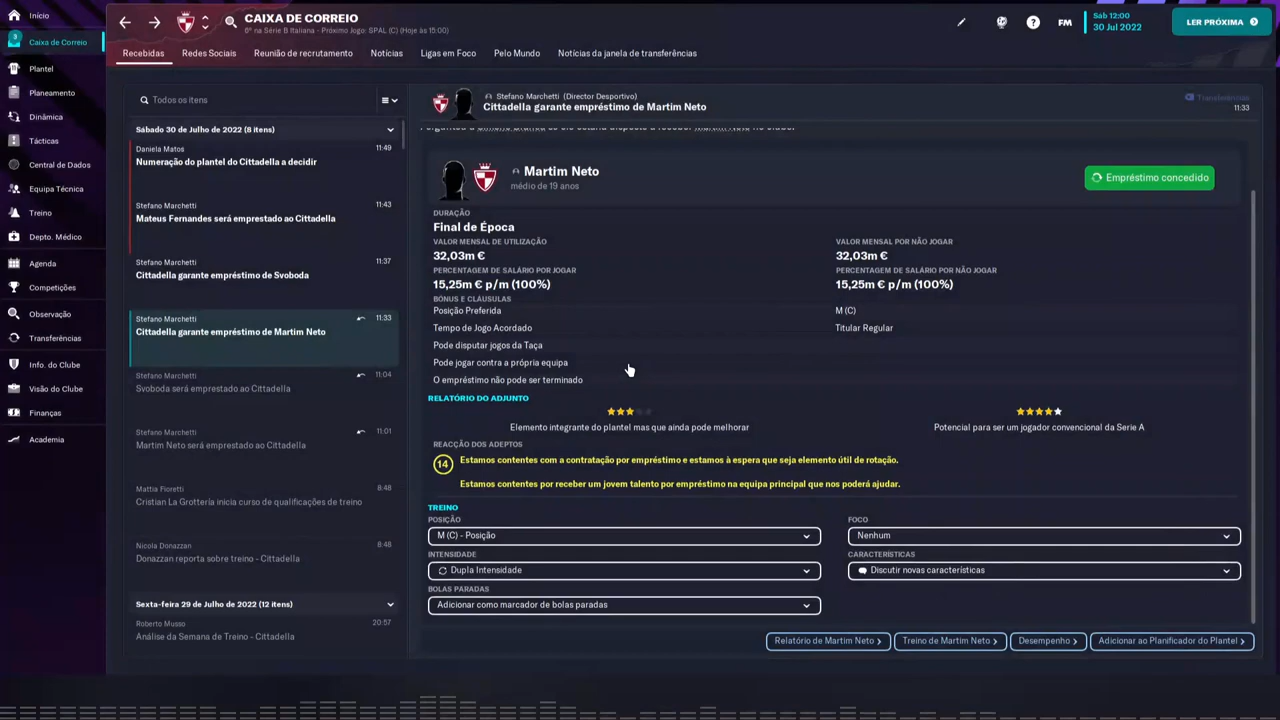 Início
3
Caixa de Correio
Plantel
Planeamento
Dinâmica
Tácticas
Central de Dados
Equipa Técnica
Treino
Depto. Médico
Agenda
Competições
Observação
Transferências
Info. do Clube
Visão do Clube
Finanças
Academia
CAIXA DE CORREIO
6º na Série B Italiana - Próximo Jogo: SPAL (C) (Hoje às 15:00)
?
FM
Sáb 12:00
30 Jul 2022
LER PRÓXIMA
Recebidas
Redes Sociais
Reunião de recrutamento
Notícias
Ligas em Foco
Pelo Mundo
Notícias da janela de transferências
Todos os itens
Sábado 30 de Julho de 2022 (8 itens)
Daniela Matos 11:49
Numeração do plantel do Cittadella a decidir
Stefano Marchetti 11:43
Mateus Fernandes será emprestado ao Cittadella
Stefano Marchetti 11:37
Cittadella garante empréstimo de Svoboda
Stefano Marchetti 11:33
Cittadella garante empréstimo de Martim Neto
Stefano Marchetti 11:04
Svoboda será emprestado ao Cittadella
Stefano Marchetti 11:01
Martim Neto será emprestado ao Cittadella
Mattia Fioretti 8:48
Cristian La Grotteria inicia curso de qualificações de treino
Nicola Donazzan 8:48
Donazzan reporta sobre treino - Cittadella
Sexta-feira 29 de Julho de 2022 (12 itens)
Roberto Musso 20:57
Análise da Semana de Treino - Cittadella
Stefano Marchetti (Director Desportivo)
Cittadella garante empréstimo de Martim Neto
Transferências
11:33
Martim Neto
médio de 19 anos
Empréstimo concedido
DURAÇÃO
Final de Época
VALOR MENSAL DE UTILIZAÇÃO VALOR MENSAL POR NÃO JOGAR
32,03m € 32,03m €
PERCENTAGEM DE SALÁRIO POR JOGAR PERCENTAGEM DE SALÁRIO POR NÃO JOGAR
15,25m € p/m (100%) 15,25m € p/m (100%)
BÓNUS E CLÁUSULAS
Posição Preferida M (C)
Tempo de Jogo Acordado Titular Regular
Pode disputar jogos da Taça
Pode jogar contra a própria equipa
O empréstimo não pode ser terminado
RELATÓRIO DO ADJUNTO
Elemento integrante do plantel mas que ainda pode melhorar Potencial para ser um jogador convencional da Serie A
REACÇÃO DOS ADEPTOS
14
Estamos contentes com a contratação por empréstimo e estamos à espera que seja elemento útil de rotação.
Estamos contentes por receber um jovem talento por empréstimo na equipa principal que nos poderá ajudar.
TREINO
POSIÇÃO FOCO
M (C) - Posição Nenhum
INTENSIDADE CARACTERÍSTICAS
Dupla Intensidade Discutir novas características
BOLAS PARADAS
Adicionar como marcador de bolas paradas
Relatório de Martim Neto Treino de Martim Neto Desempenho Adicionar ao Planificador do Plantel